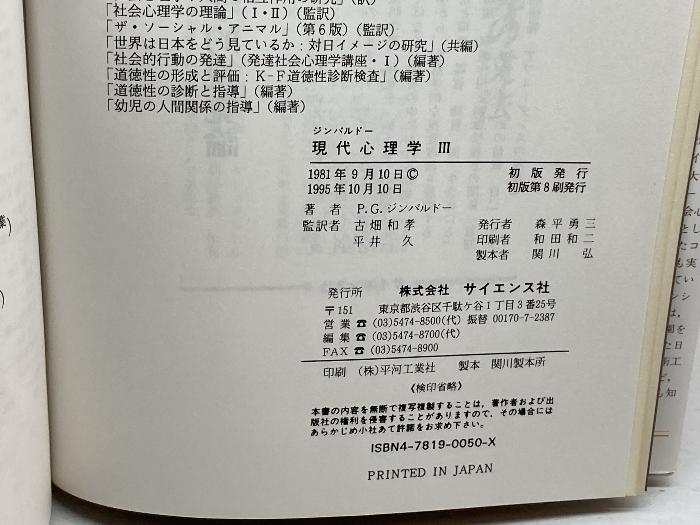 「社会心理学の理論」(Ⅰ・Ⅱ)(監訳)
「ザ・ソーシャル・アニマル」(第6版)(監訳)
「世界は日本をどう見ているか：対日イメージの研究」(共編)
「社会的行動の発達」(発達社会心理学講座・Ⅰ)(編著)
「道徳性の形成と評価：K-F道徳性診断検査」(編著)
「道徳性の診断と指導」(編著)
「幼児の人間関係の指導」(編著)
ジンバルドー
現代心理学 Ⅲ
1981年9月10日© 初版発行
1995年10月10日 初版第8刷発行
著者 P.G.ジンバルドー
監訳者 古畑和孝 発行者 森平勇三
平井 久 印刷者 和田和二
製本者 関川 弘
発行所 株式会社 サイエンス社
〒151 東京都渋谷区千駄ケ谷1丁目3番25号
営業☎(03)5474-8500(代) 振替 00170-7-2387
編集☎(03)5474-8700(代)
FAX☎(03)5474-8900
印刷 (株)平河工業社 製本 関川製本所
《検印省略》
本書の内容を無断で複写複製することは，著作者および出
版社の権利を侵害することがありますので，その場合には
あらかじめ小社あて許諾をお求め下さい。
ISBN4-7819-0050-X
PRINTED IN JAPAN